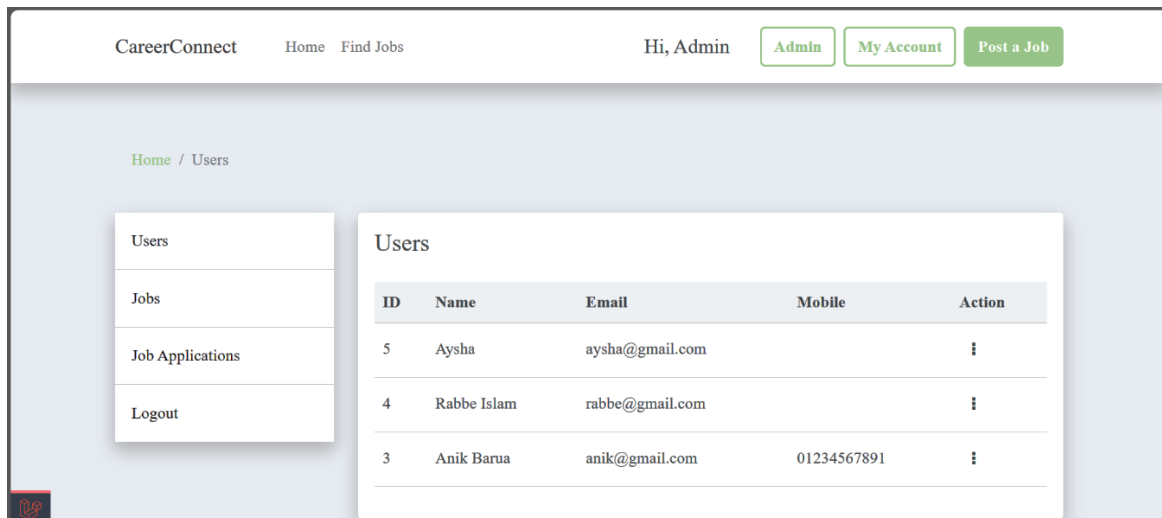 CareerConnect Home Find Jobs Hi, Admin Admin My Account Post a Job
Home / Users
Users
Jobs
Job Applications
Logout
Users
ID Name Email Mobile Action
5 Aysha aysha@gmail.com
4 Rabbe Islam rabbe@gmail.com
3 Anik Barua anik@gmail.com 01234567891